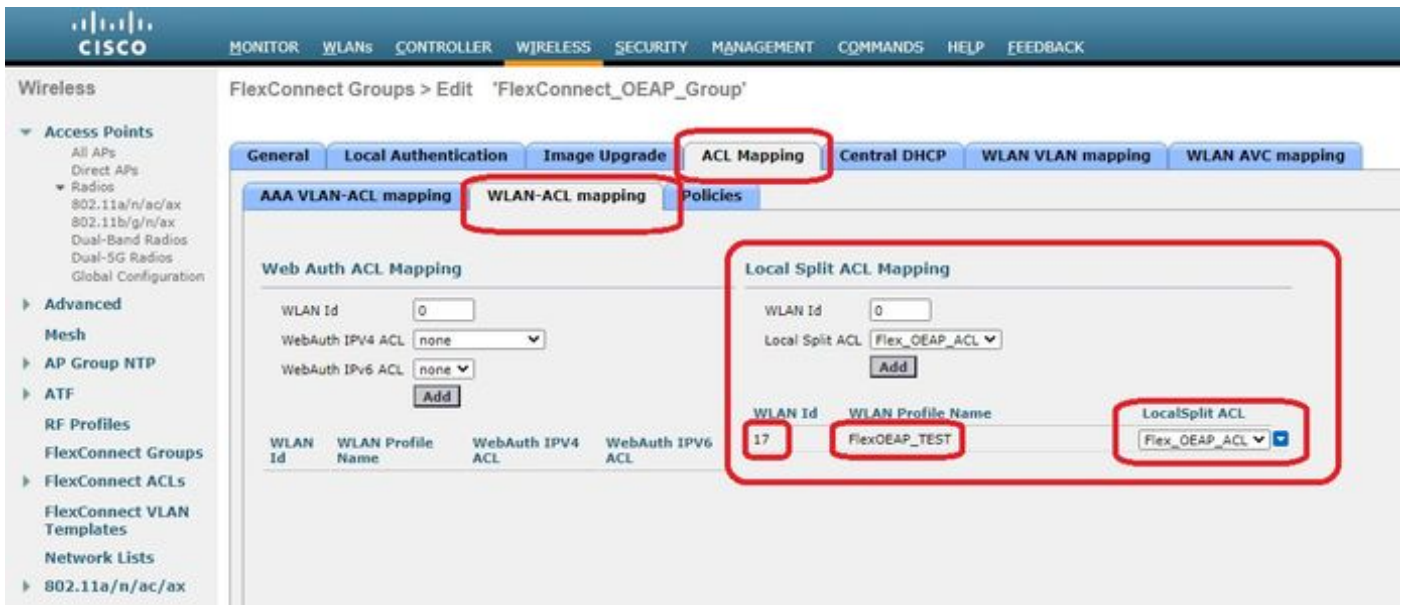 CISCO
MONITOR WLANs CONTROLLER WIRELESS SECURITY MANAGEMENT COMMANDS HELP FEEDBACK
Wireless
Access Points
All APs
Direct APs
Radios
802.11a/n/ac/ax
802.11b/g/n/ax
Dual-Band Radios
Dual-5G Radios
Global Configuration
Advanced
Mesh
AP Group NTP
ATF
RF Profiles
FlexConnect Groups
FlexConnect ACLs
FlexConnect VLAN
Templates
Network Lists
802.11a/n/ac/ax
FlexConnect Groups > Edit 'FlexConnect_OEAP_Group'
General Local Authentication Image Upgrade ACL Mapping Central DHCP WLAN VLAN mapping WLAN AVC mapping
AAA VLAN-ACL mapping WLAN-ACL mapping Policies
Web Auth ACL Mapping
WLAN Id 0
WebAuth IPV4 ACL none
WebAuth IPv6 ACL none
Add
WLAN Id WLAN Profile Name WebAuth IPV4 ACL WebAuth IPV6 ACL
Local Split ACL Mapping
WLAN Id 0
Local Split ACL Flex_OEAP_ACL
Add
WLAN Id WLAN Profile Name LocalSplit ACL
17 FlexOEAP_TEST Flex_OEAP_ACL